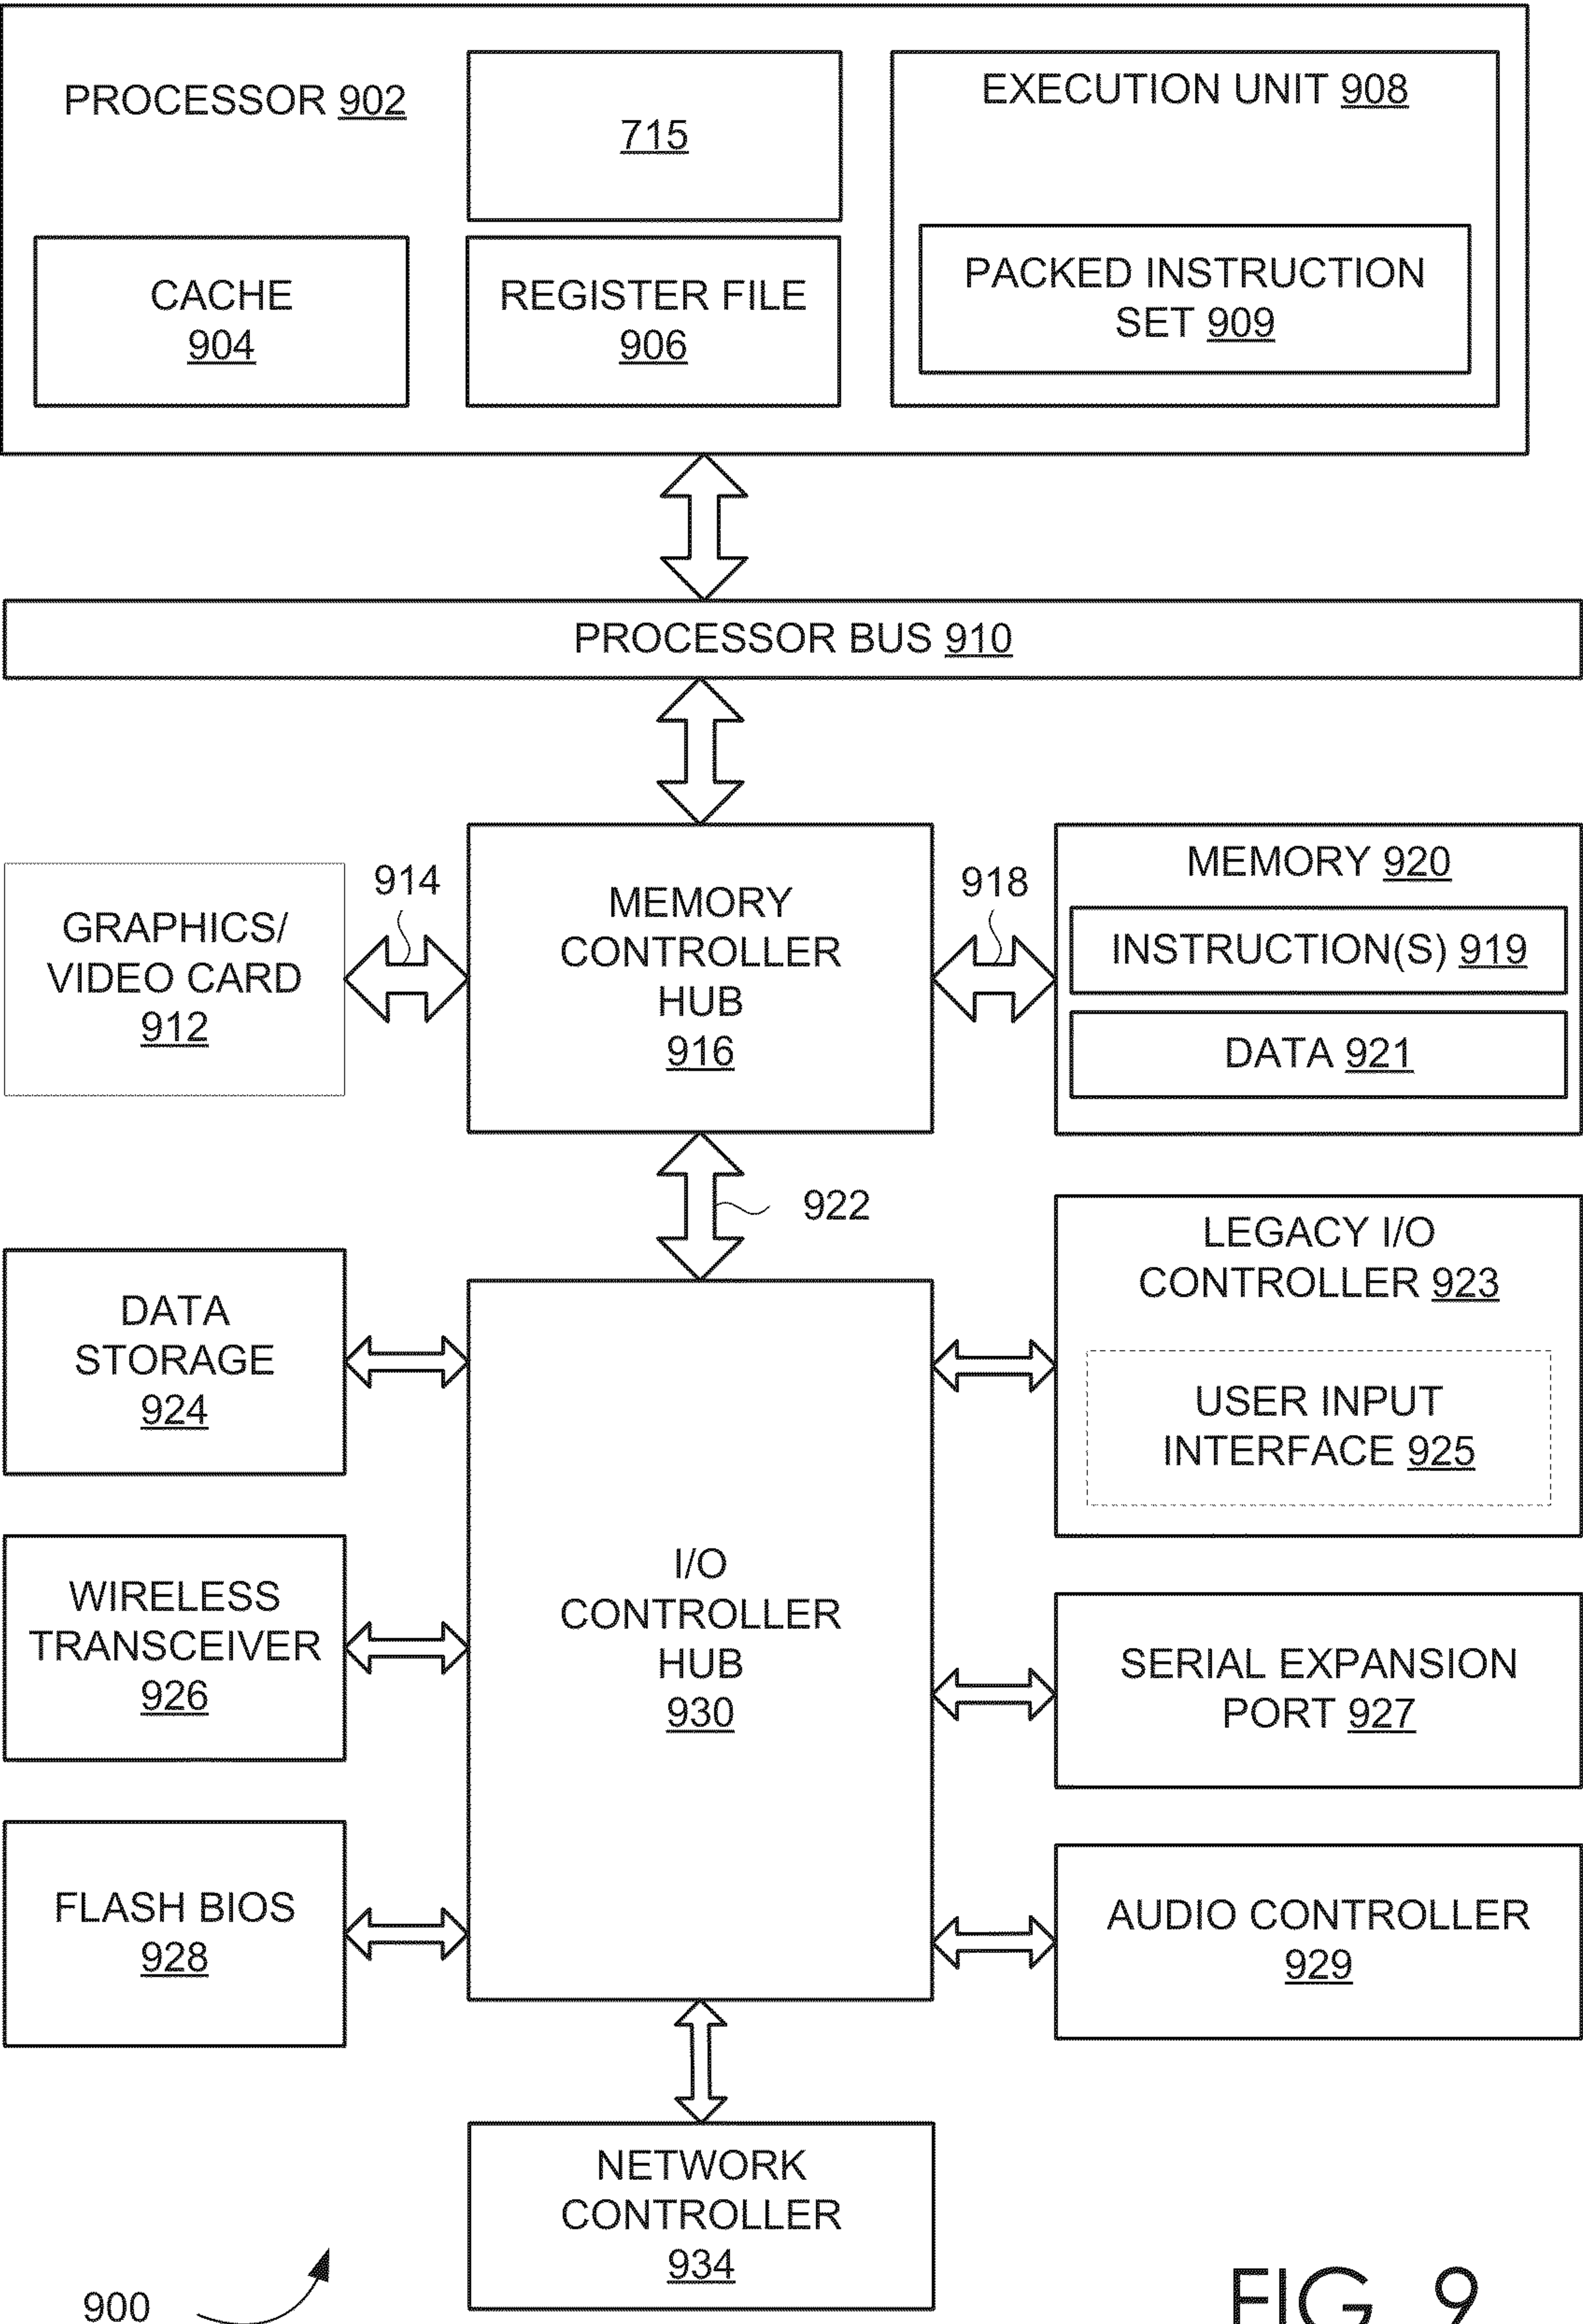 PROCESSOR 902
715
EXECUTION UNIT 908
CACHE
904
REGISTER FILE
906
PACKED INSTRUCTION
SET 909
PROCESSOR BUS 910
GRAPHICS/
VIDEO CARD
912
914
MEMORY
CONTROLLER
HUB
916
918
MEMORY 920
INSTRUCTION(S) 919
DATA 921
922
DATA
STORAGE
924
LEGACY I/O
CONTROLLER 923
USER INPUT
INTERFACE 925
WIRELESS
TRANSCEIVER
926
I/O
CONTROLLER
HUB
930
SERIAL EXPANSION
PORT 927
FLASH BIOS
928
AUDIO CONTROLLER
929
NETWORK
CONTROLLER
934
900
FIG. 9